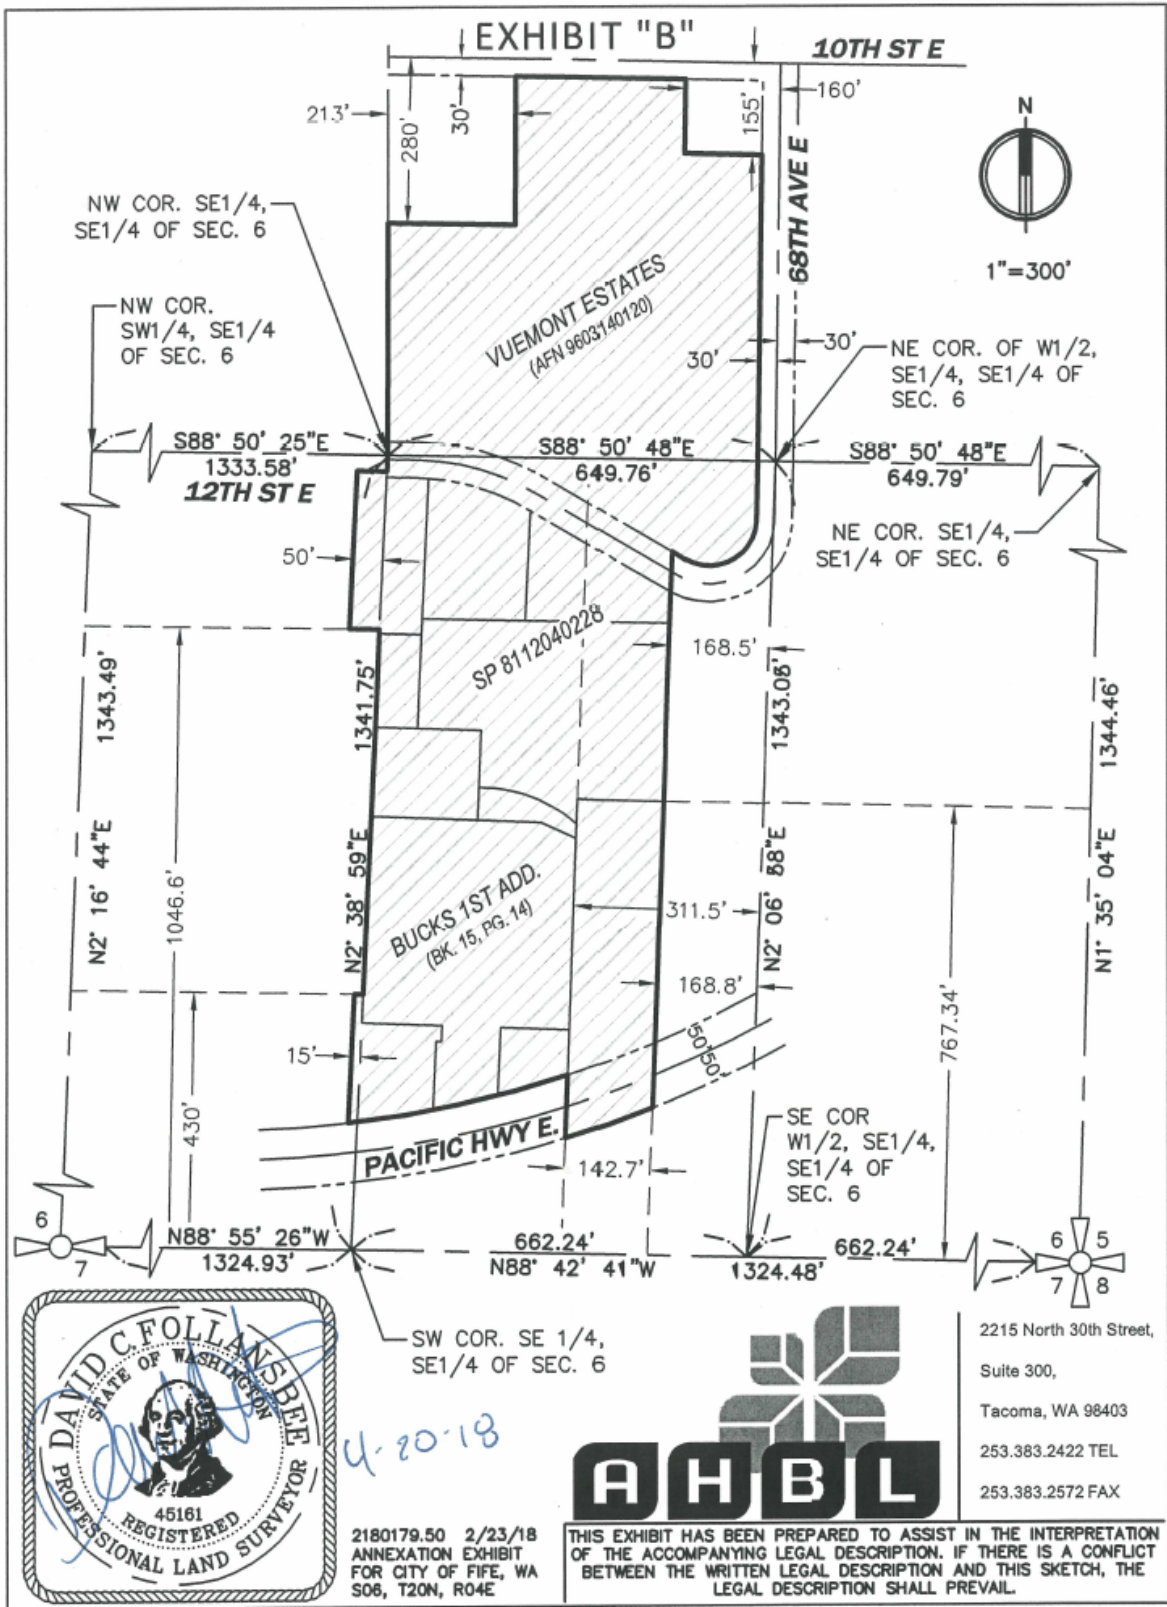 EXHIBIT "B"
10TH ST E
213'
280'
30'
155'
160'
68TH AVE E
N
1"=300'
NW COR. SE1/4,
SE1/4 OF SEC. 6
NW COR.
SW1/4, SE1/4
OF SEC. 6
VUEMONT ESTATES
(AFN 9603140120)
30'
30'
NE COR. OF W1/2,
SE1/4, SE1/4 OF
SEC. 6
S88° 50' 25"E
1333.58'
12TH ST E
S88° 50' 48"E
649.76'
S88° 50' 48"E
649.79'
NE COR. SE1/4,
SE1/4 OF SEC. 6
50'
SP 8112040228
168.5'
1343.49'
N2° 16' 44"E
1046.6'
1341.75'
N2° 38' 59"E
1343.05'
N2° 06' 58"E
1344.46'
N1° 35' 04"E
BUCKS 1ST ADD.
(BK. 15, PG. 14)
311.5'
168.8'
767.34'
15'
430'
50'
50'
PACIFIC HWY E.
142.7'
SE COR
W1/2, SE1/4,
SE1/4 OF
SEC. 6
6
7
N88° 55' 26"W
1324.93'
662.24'
N88° 42' 41"W
1324.48'
662.24'
6 5
7 8
SW COR. SE 1/4,
SE1/4 OF SEC. 6
DAVID C. FOLLANSBEE
STATE OF WASHINGTON
45161
REGISTERED
PROFESSIONAL LAND SURVEYOR
4-20-18
AHBL
2215 North 30th Street,
Suite 300,
Tacoma, WA 98403
253.383.2422 TEL
253.383.2572 FAX
2180179.50 2/23/18
ANNEXATION EXHIBIT
FOR CITY OF FIFE, WA
S06, T20N, R04E
THIS EXHIBIT HAS BEEN PREPARED TO ASSIST IN THE INTERPRETATION
OF THE ACCOMPANYING LEGAL DESCRIPTION. IF THERE IS A CONFLICT
BETWEEN THE WRITTEN LEGAL DESCRIPTION AND THIS SKETCH, THE
LEGAL DESCRIPTION SHALL PREVAIL.